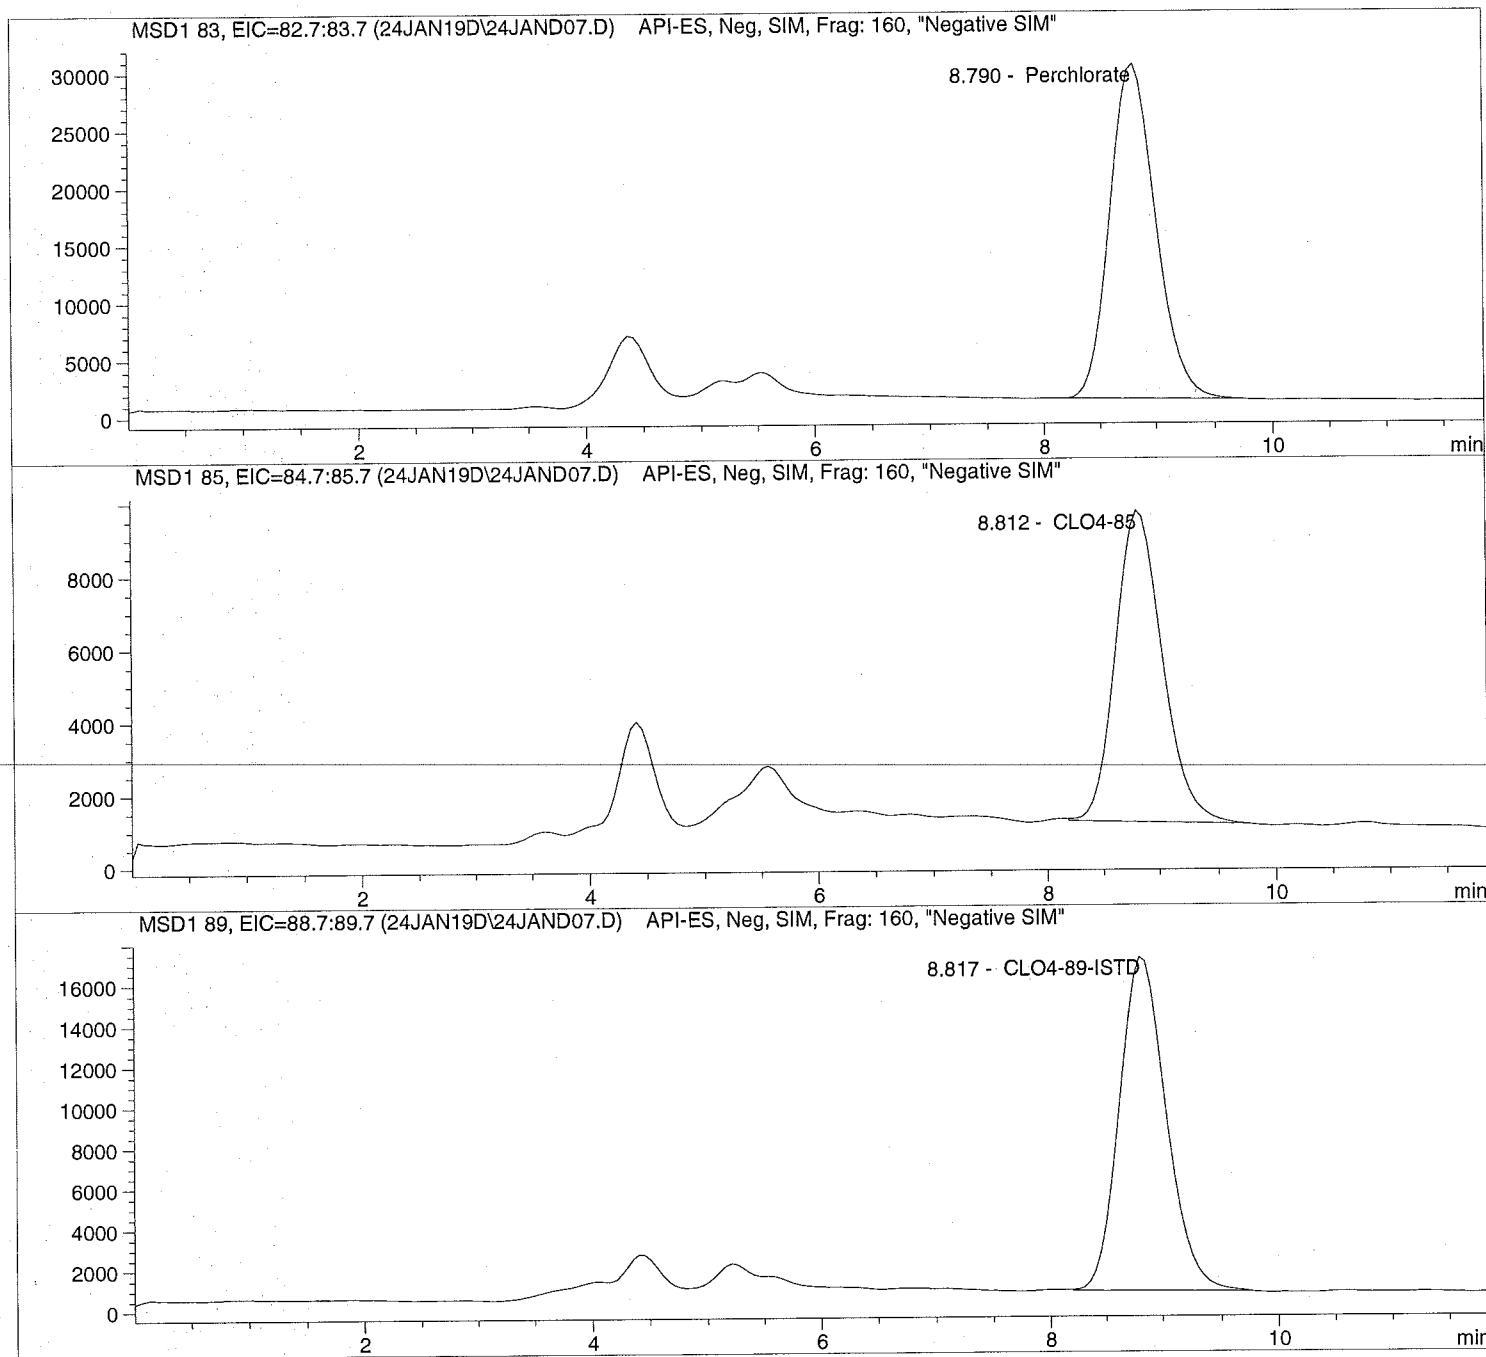 MSD1 83, EIC=82.7:83.7 (24JAN19D\24JAND07.D) API-ES, Neg, SIM, Frag: 160, "Negative SIM"
8.790 - Perchlorate
30000
25000
20000
15000
10000
5000
0
2 4 6 8 10 min
MSD1 85, EIC=84.7:85.7 (24JAN19D\24JAND07.D) API-ES, Neg, SIM, Frag: 160, "Negative SIM"
8.812 - CLO4-85
8000
6000
4000
2000
0
2 4 6 8 10 min
MSD1 89, EIC=88.7:89.7 (24JAN19D\24JAND07.D) API-ES, Neg, SIM, Frag: 160, "Negative SIM"
8.817 - CLO4-89-ISTD
16000
14000
12000
10000
8000
6000
4000
2000
0
2 4 6 8 10 min